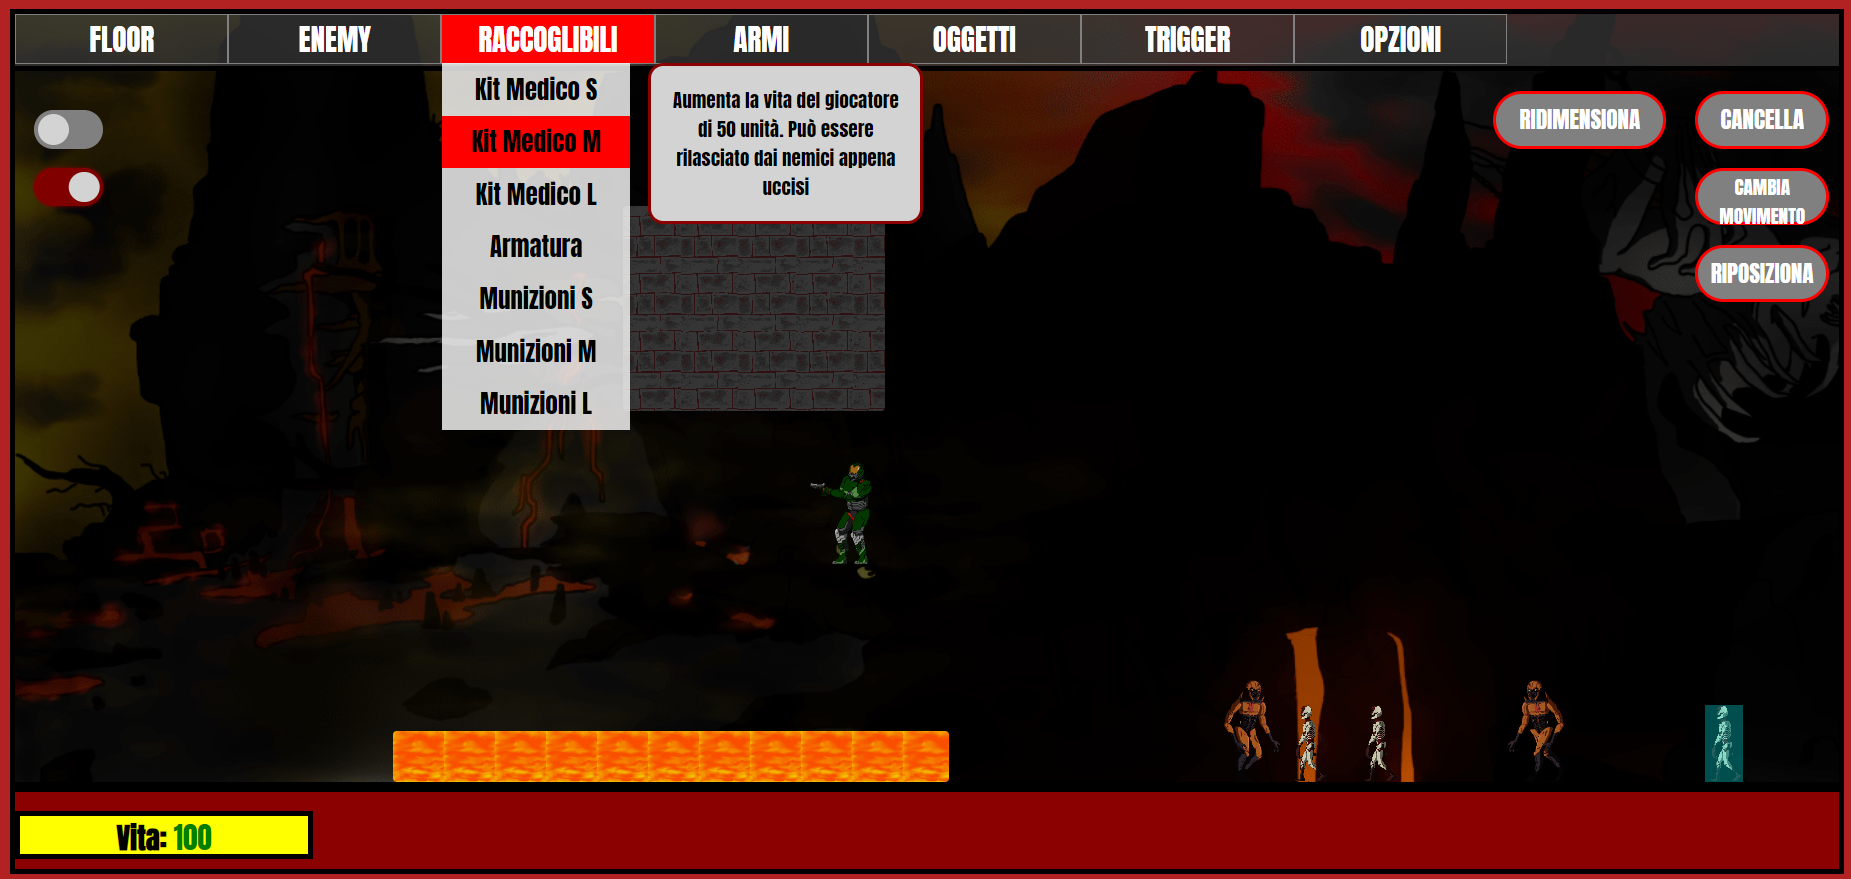 FLOOR
ENEMY
RACCOGLIBILI
ARMI
OGGETTI
TRIGGER
OPZIONI
Kit Medico S
Kit Medico M
Kit Medico L
Armatura
Munizioni S
Munizioni M
Munizioni L
Aumenta la vita del giocatore
di 50 unità. Può essere
rilasciato dai nemici appena
uccisi
RIDIMENSIONA
CANCELLA
CAMBIA
MOVIMENTO
RIPOSIZIONA
Vita: 100